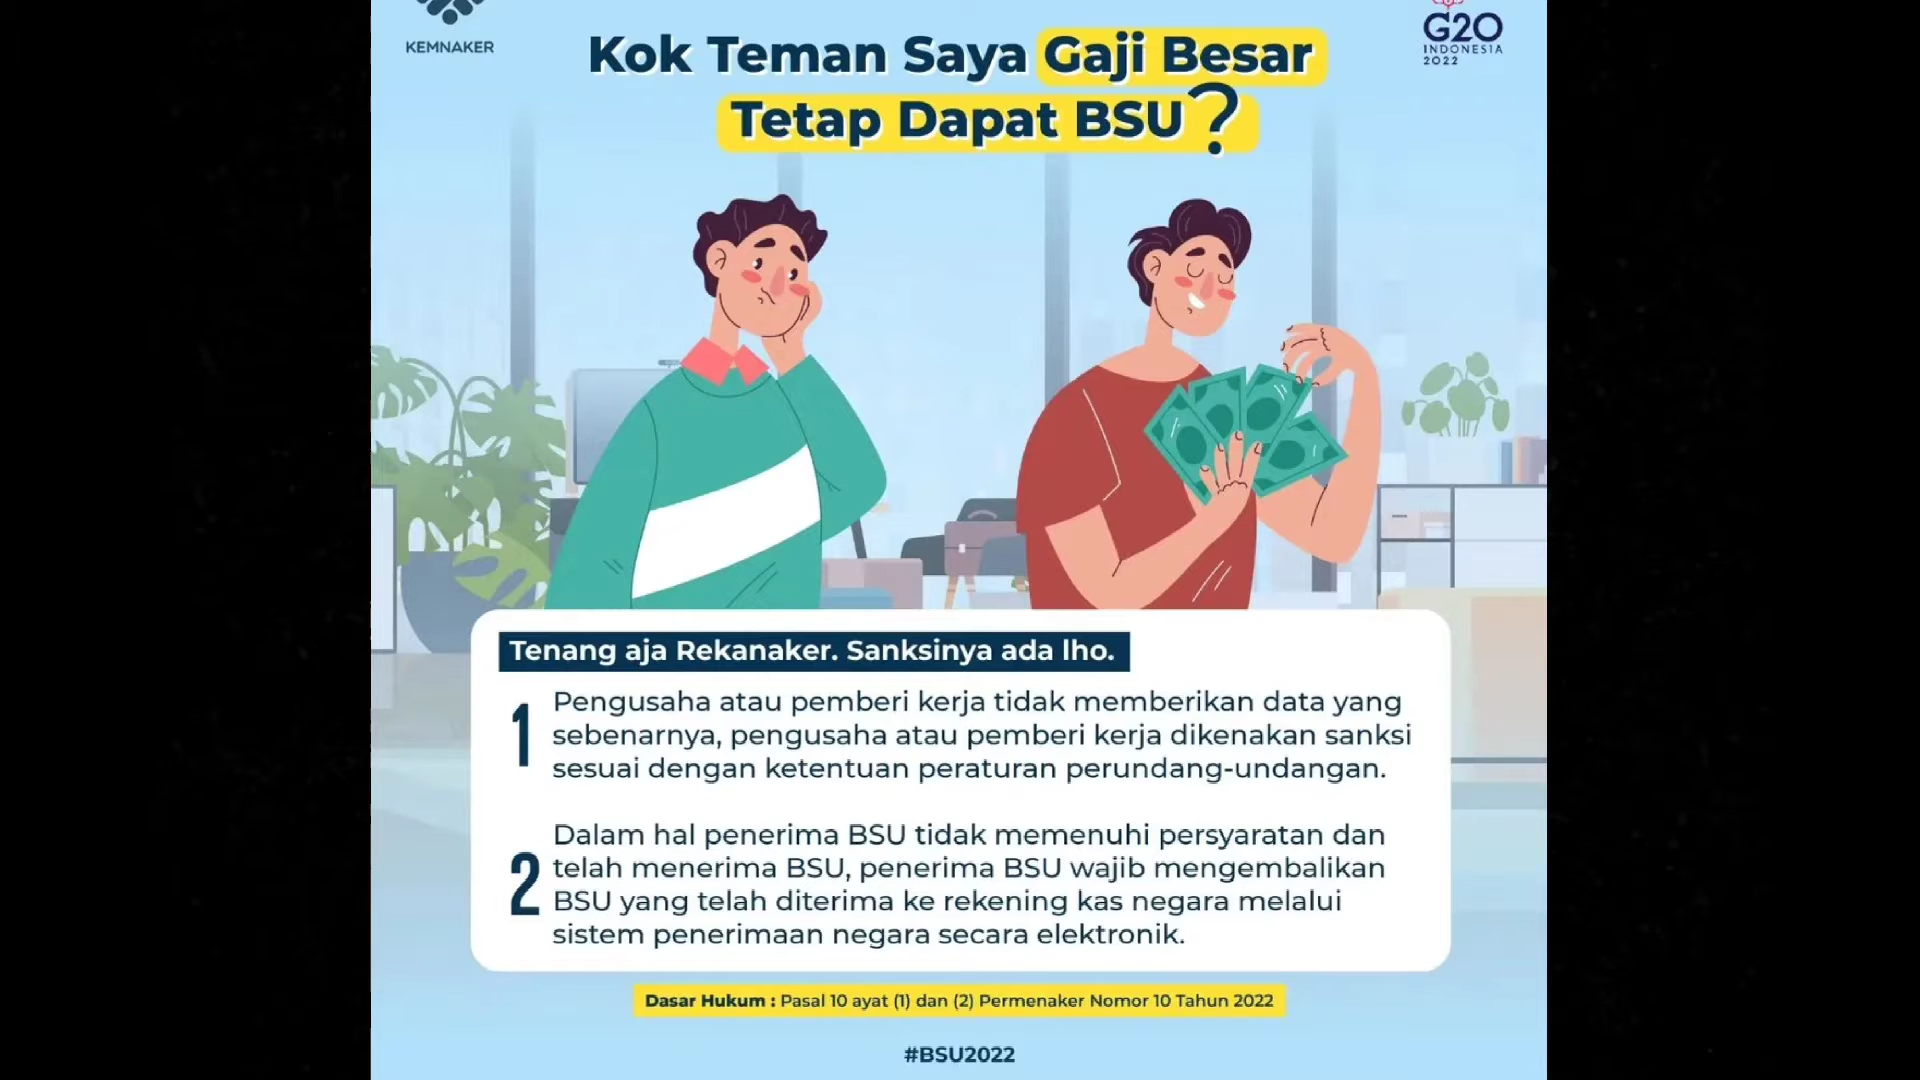 KEMNAKER
G20
INDONESIA
2022
Kok Teman Saya Gaji Besar
Tetap Dapat BSU?
Tenang aja Rekanaker. Sanksinya ada lho.
1 Pengusaha atau pemberi kerja tidak memberikan data yang
sebenarnya, pengusaha atau pemberi kerja dikenakan sanksi
sesuai dengan ketentuan peraturan perundang-undangan.
2 Dalam hal penerima BSU tidak memenuhi persyaratan dan
telah menerima BSU, penerima BSU wajib mengembalikan
BSU yang telah diterima ke rekening kas negara melalui
sistem penerimaan negara secara elektronik.
Dasar Hukum : Pasal 10 ayat (1) dan (2) Permenaker Nomor 10 Tahun 2022
#BSU2022